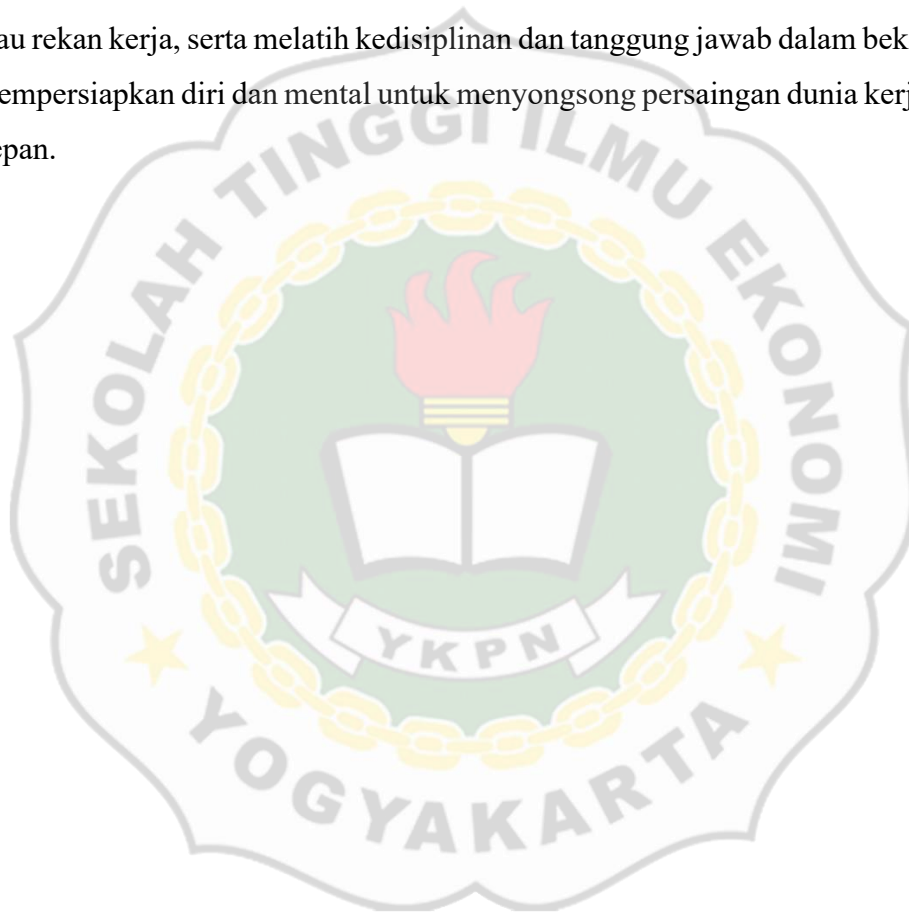 au rekan kerja, serta melatih kedisiplinan dan tanggung jawab dalam bek
empersiapkan diri dan mental untuk menyongsong persaingan dunia kerj
epan.
SEKOLAH TINGGI ILMU EKONOMI
YKPN
YOGYAKARTA